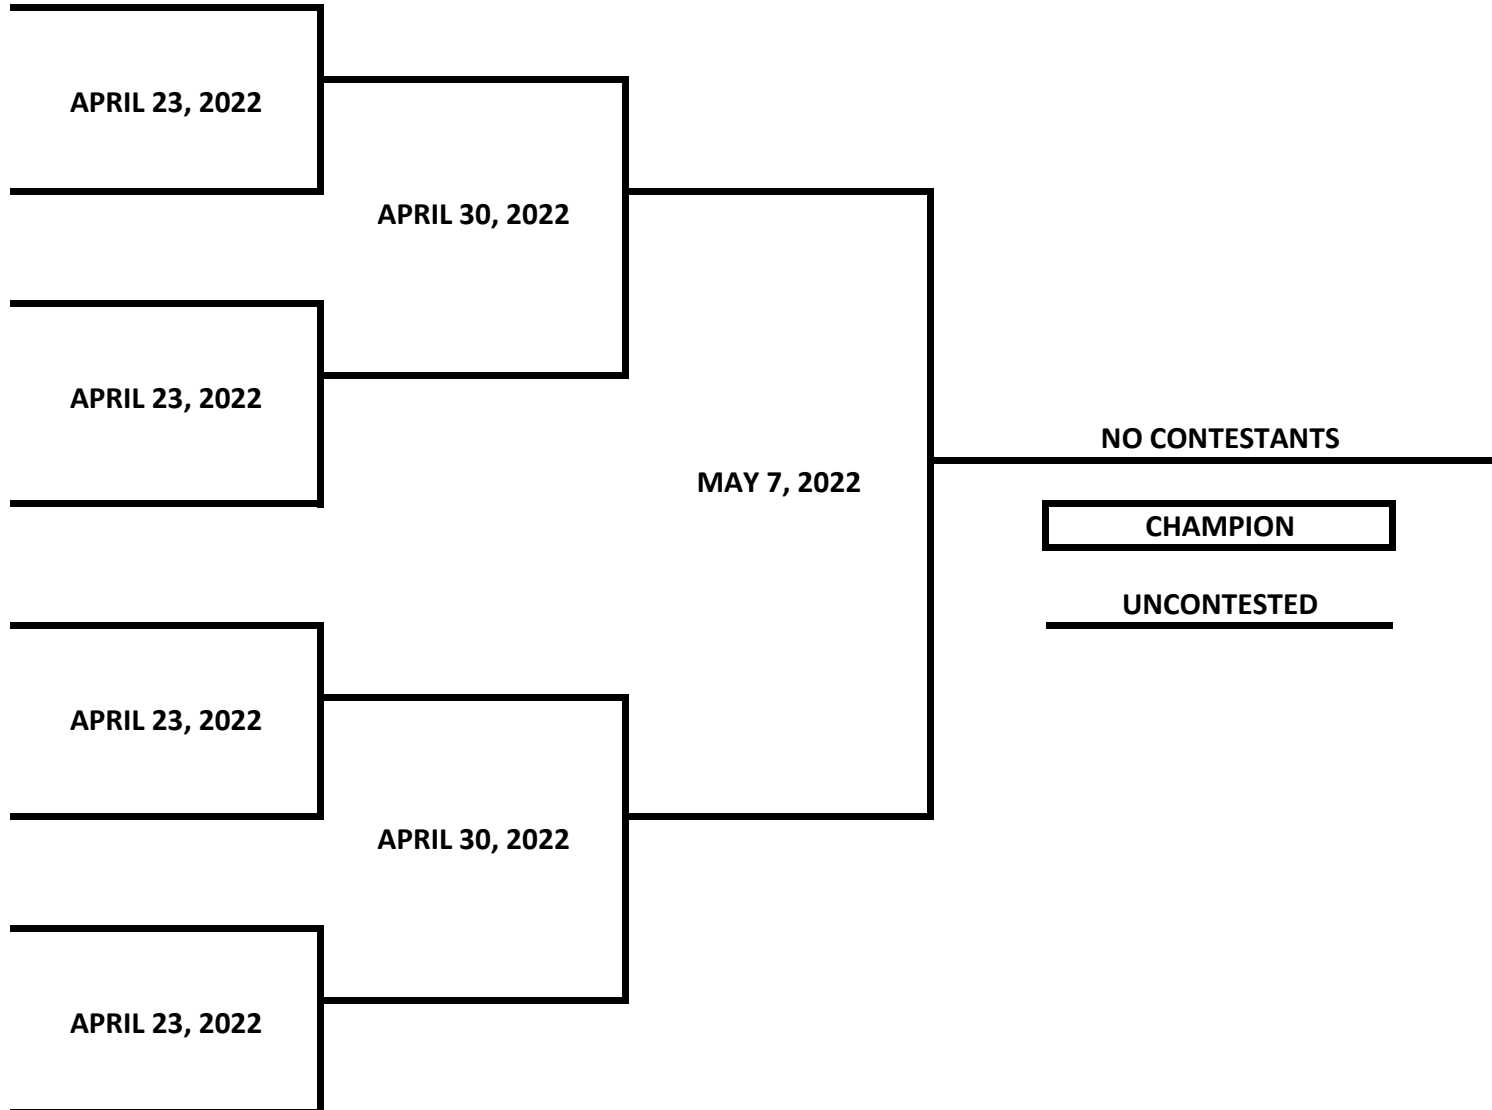 APRIL 23, 2022
APRIL 30, 2022
APRIL 23, 2022
NO CONTESTANTS
MAY 7, 2022
CHAMPION
UNCONTESTED
APRIL 23, 2022
APRIL 30, 2022
APRIL 23, 2022